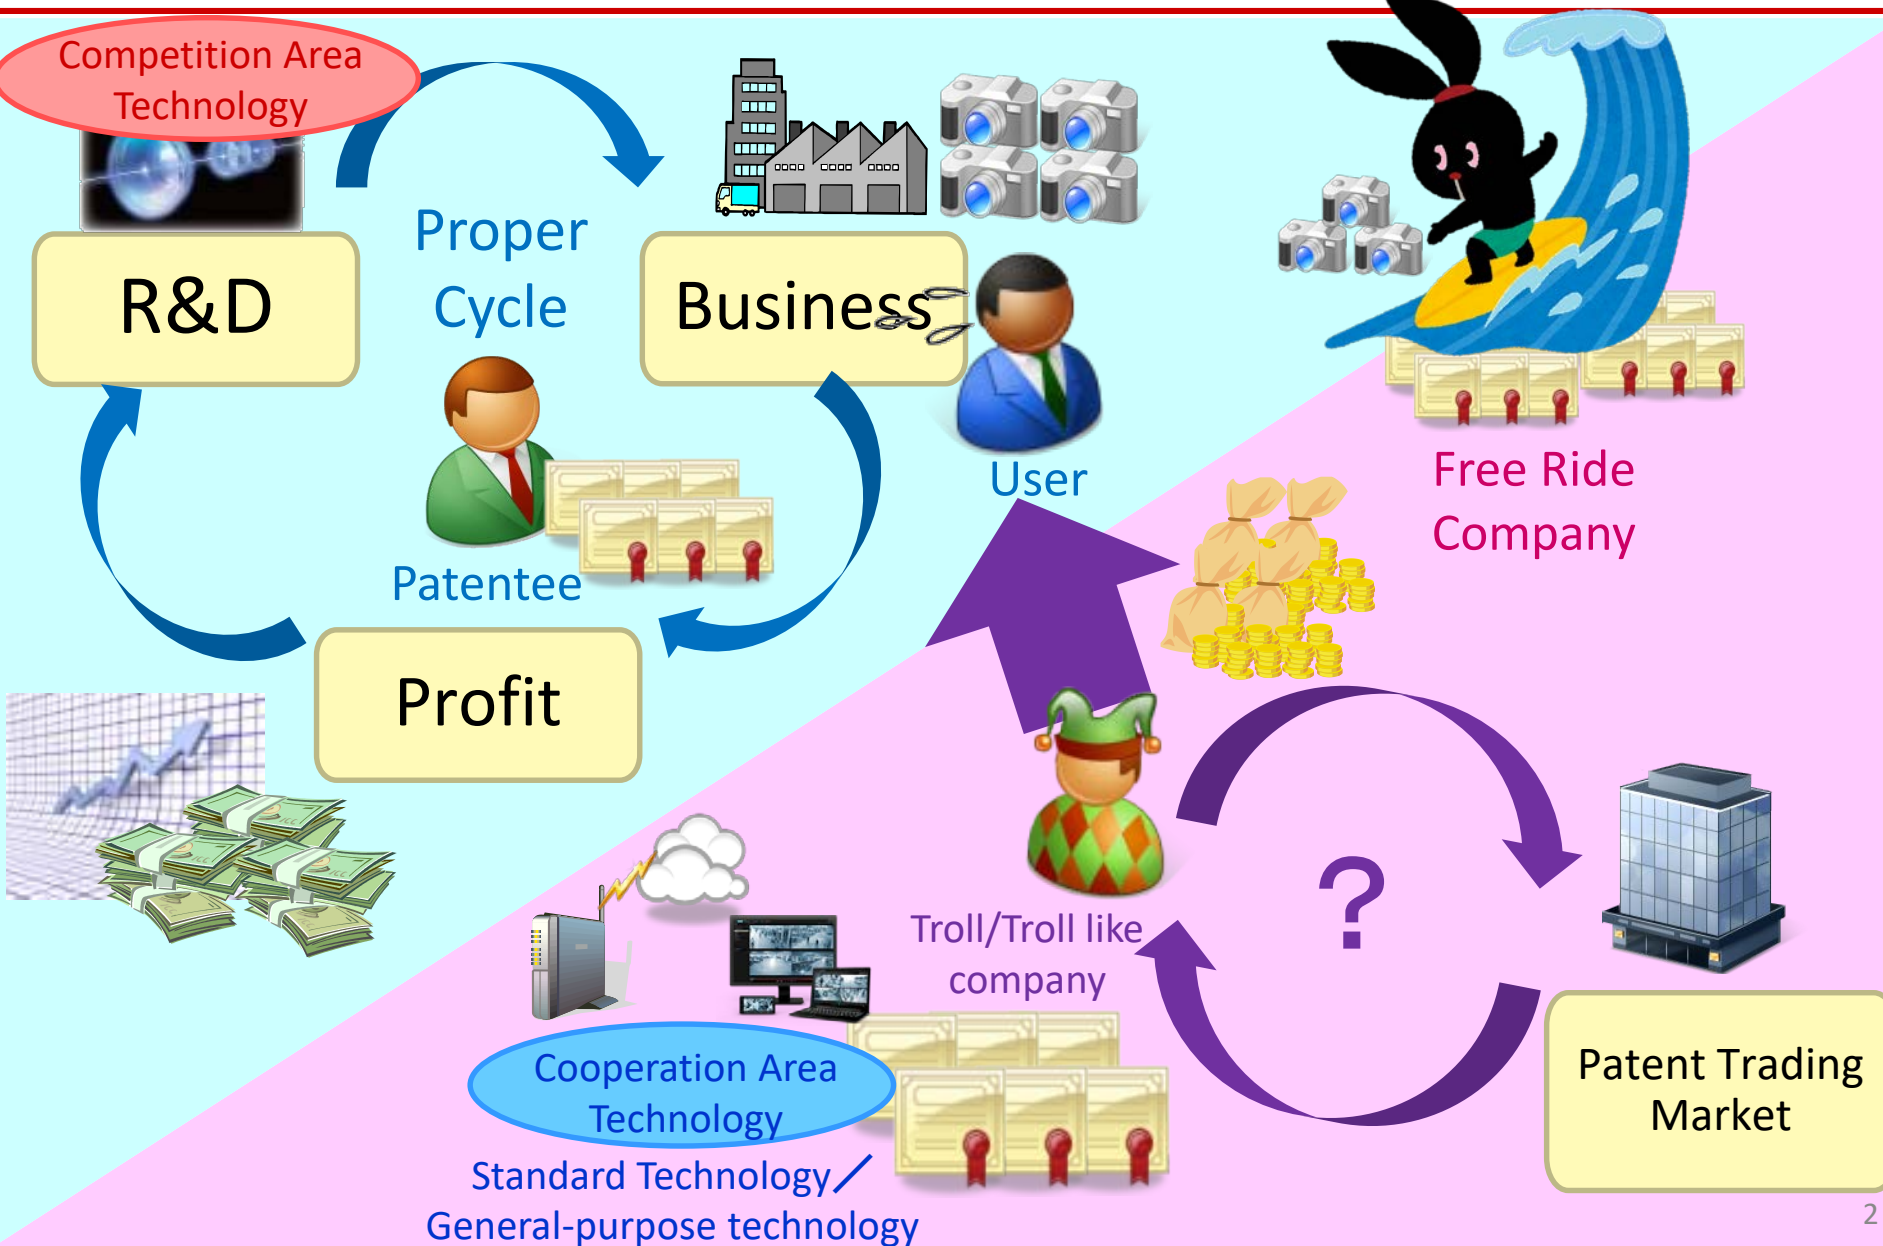 Competition Area
Technology
R&D
Proper
Cycle
Business
User
Patentee
Profit
Free Ride
Company
Troll/Troll like
company
?
Patent Trading
Market
Cooperation Area
Technology
Standard Technology／
General-purpose technology
2